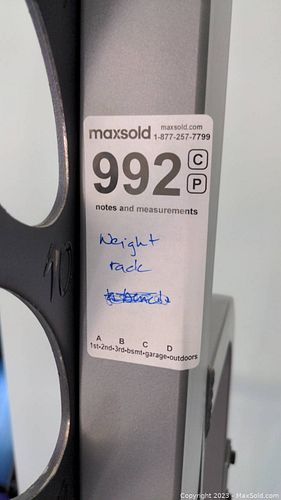 maxsold maxsold.com
1-877-257-7799
992 C
P
notes and measurements
Weight
rack
A B C D
1st-2nd-3rd-bsmt-garage-outdoors
10
Copyright 2023 - MaxSold.com